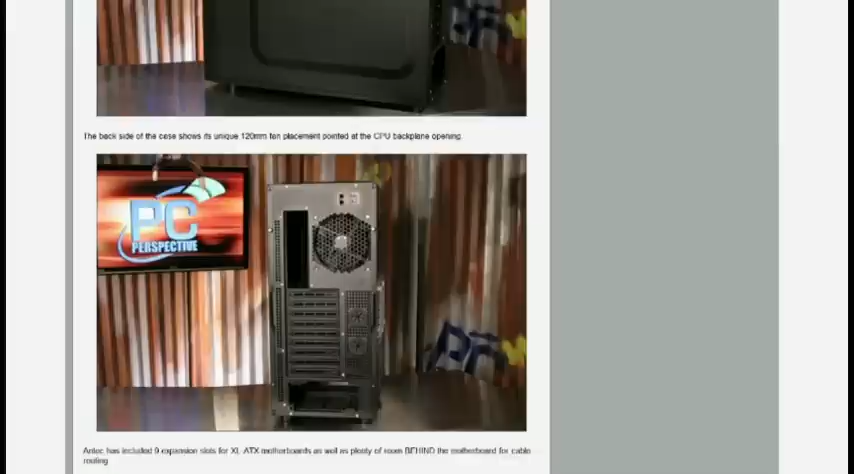 The back side of the case shows its unique 120mm fan placement pointed at the CPU backplane opening.
PC
PERSPECTIVE
Antec has included 9 expansion slots for XL-ATX motherboards as well as plenty of room BEHIND the motherboard for cable
routing.